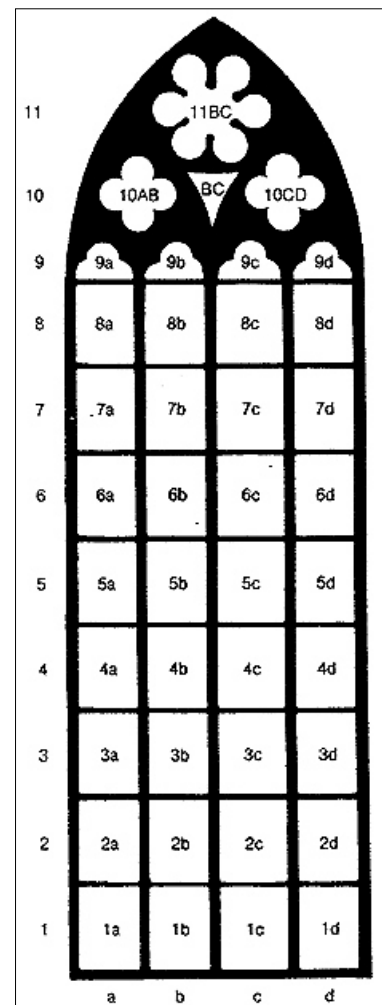 11 11BC
10 10AB BC 10CD
9 9a 9b 9c 9d
8 8a 8b 8c 8d
7 7a 7b 7c 7d
6 6a 6b 6c 6d
5 5a 5b 5c 5d
4 4a 4b 4c 4d
3 3a 3b 3c 3d
2 2a 2b 2c 2d
1 1a 1b 1c 1d
a b c d